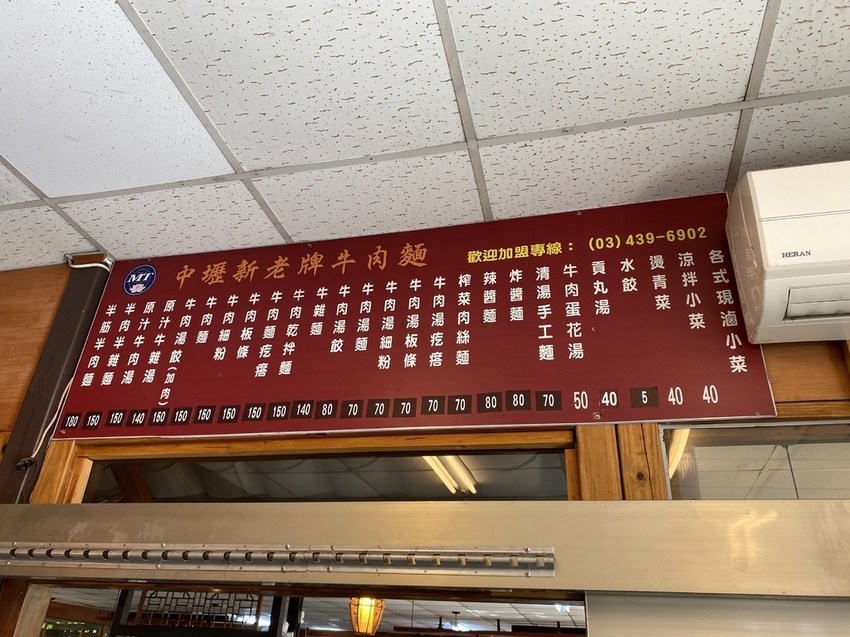 MT
中壢新老牌牛肉麵
歡迎加盟專線： (03)439-6902
各式現滷小菜
涼拌小菜
燙青菜
水餃
貢丸湯
牛肉蛋花湯
清湯手工麵
炸醬麵
辣醬麵
榨菜肉絲麵
牛肉湯疙瘩
牛肉湯板條
牛肉湯細粉
牛肉湯麵
牛肉湯餃
牛雜麵
牛肉乾拌麵
牛肉麵疙瘩
牛肉板條
牛肉細粉
牛肉麵
牛肉湯餃(加肉)
原汁牛雜湯
原汁牛肉湯
半肉半雜麵
半筋半肉麵
180 150 150 140 150 150 150 150 150 150 140 80 70 70 70 70 70 80 80 70 50 40 5 40 40
HERAN